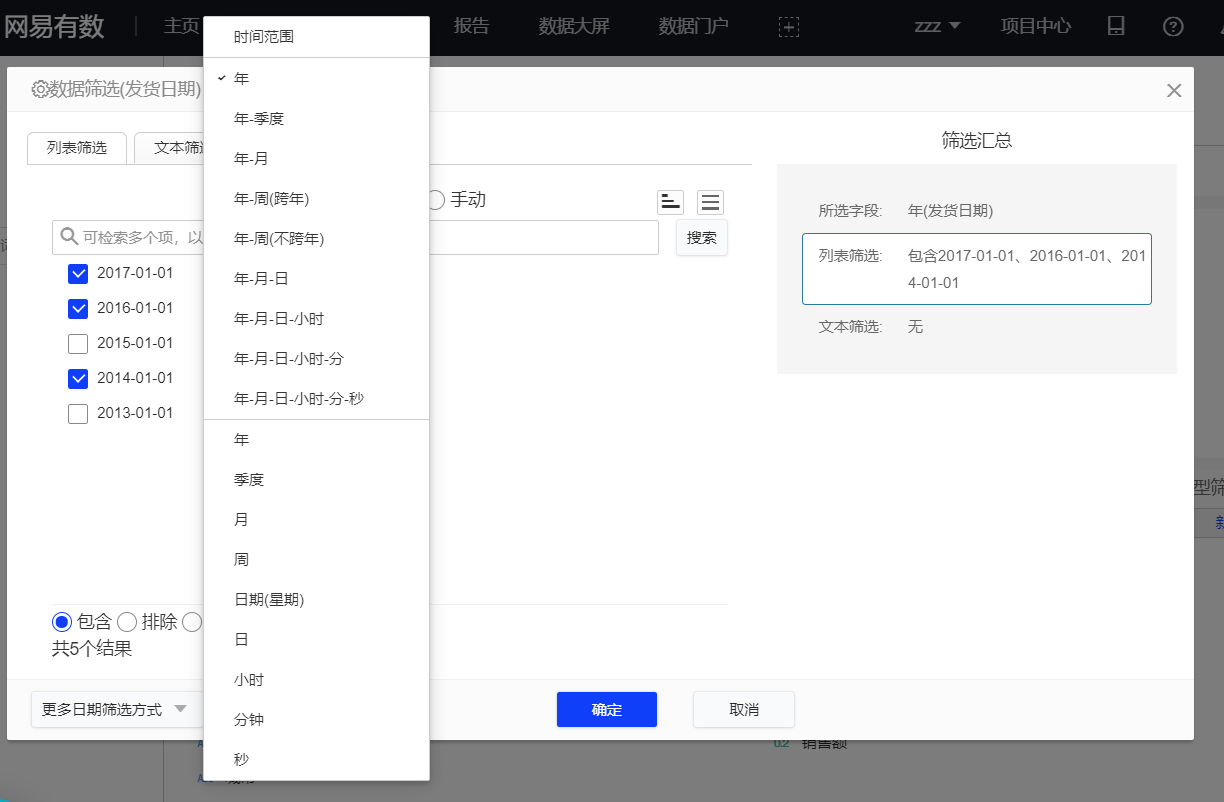 网易有数
主页
报告
数据大屏
数据门户
zzz
项目中心
数据筛选(发货日期)
列表筛选
文本筛
手动
可检索多个项，以
搜索
2017-01-01
2016-01-01
2015-01-01
2014-01-01
2013-01-01
包含
排除
共5个结果
更多日期筛选方式
时间范围
年
年-季度
年-月
年-周(跨年)
年-周(不跨年)
年-月-日
年-月-日-小时
年-月-日-小时-分
年-月-日-小时-分-秒
年
季度
月
周
日期(星期)
日
小时
分钟
秒
筛选汇总
所选字段: 年(发货日期)
列表筛选: 包含2017-01-01、2016-01-01、201
4-01-01
文本筛选: 无
确定
取消
型筛
0.2 销售额